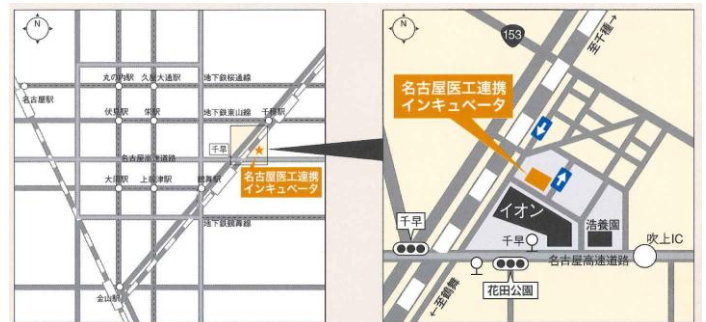 N
丸の内駅
久屋大通駅
地下鉄桜通線
名古屋駅
伏見駅
栄駅
地下鉄東山線
千種駅
千早
名古屋高速道路
名古屋医工連携
インキュベータ
大須駅
上前津駅
鶴舞駅
地下鉄鶴舞線
金山駅
N
153
至千種→
名古屋医工連携
インキュベータ
イオン
浩養園
千早
千早
吹上IC
名古屋高速道路
花田公園
←至鶴舞